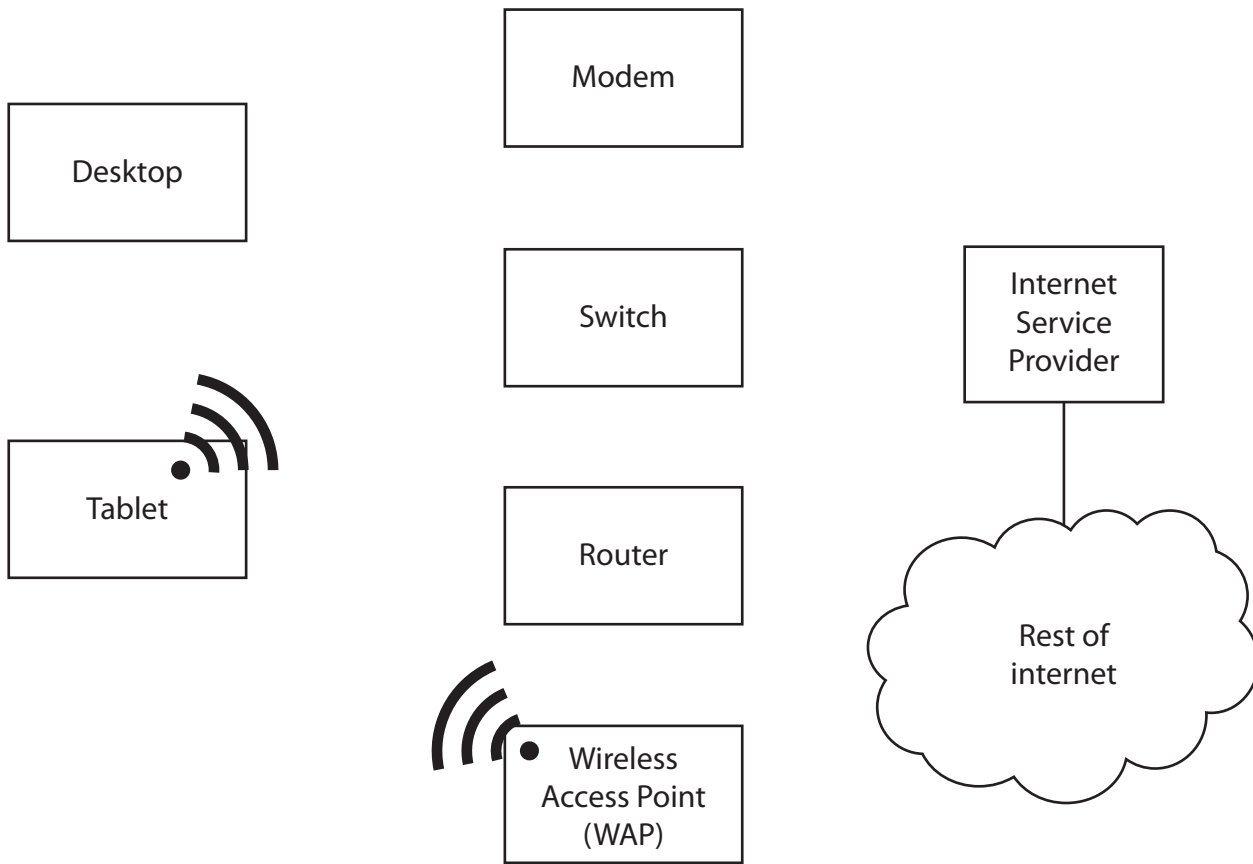 Modem
Desktop
Switch
Internet
Service
Provider
Tablet
Router
Rest of
internet
Wireless
Access Point
(WAP)